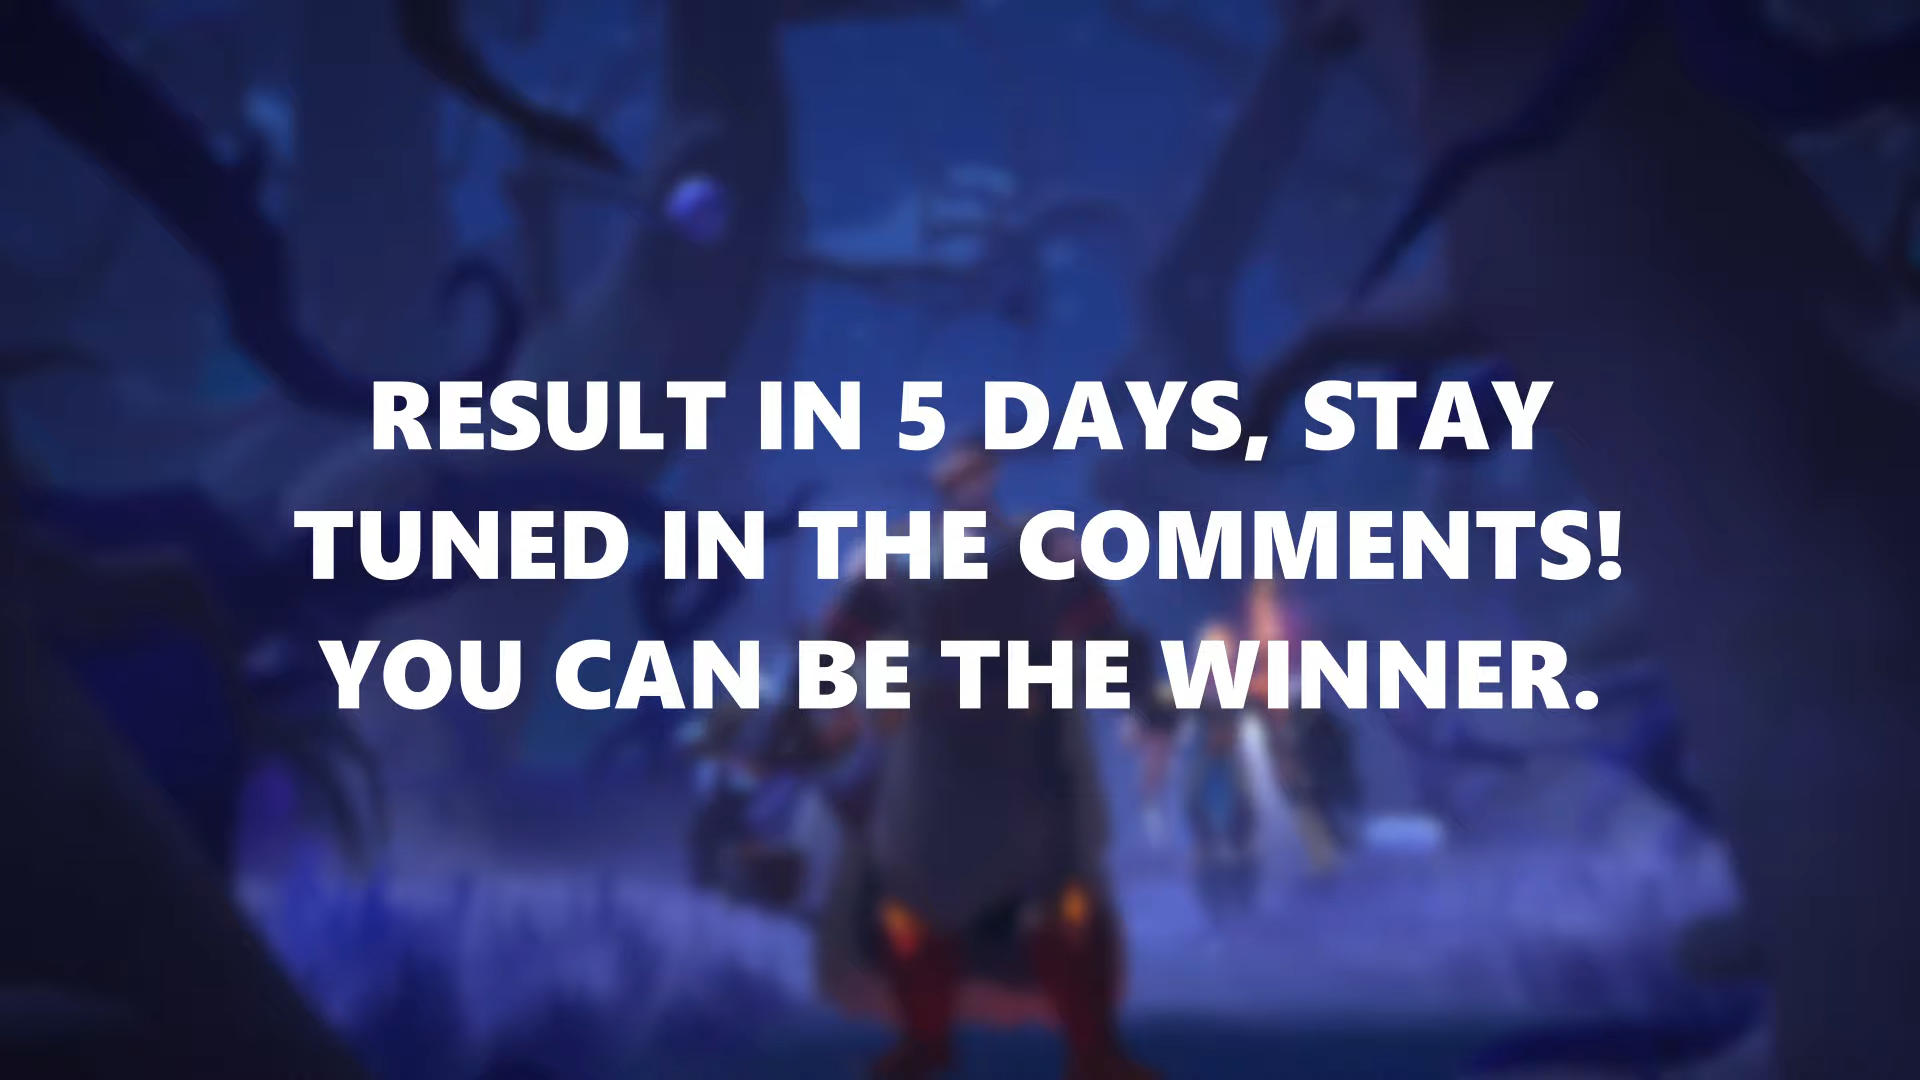 RESULT IN 5 DAYS, STAY
TUNED IN THE COMMENTS!
YOU CAN BE THE WINNER.